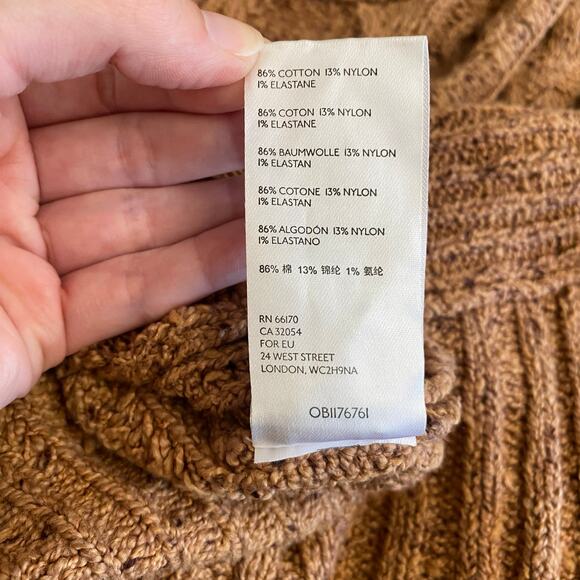 86% COTTON 13% NYLON
1% ELASTANE
86% COTON 13% NYLON
1% ELASTANE
86% BAUMWOLLE 13% NYLON
1% ELASTAN
86% COTONE 13% NYLON
1% ELASTAN
86% ALGODÓN 13% NYLON
1% ELASTANO
86% 棉 13% 锦纶 1% 氨纶
RN 66170
CA 32054
FOR EU
24 WEST STREET
LONDON, WC2H9NA
OB1176761